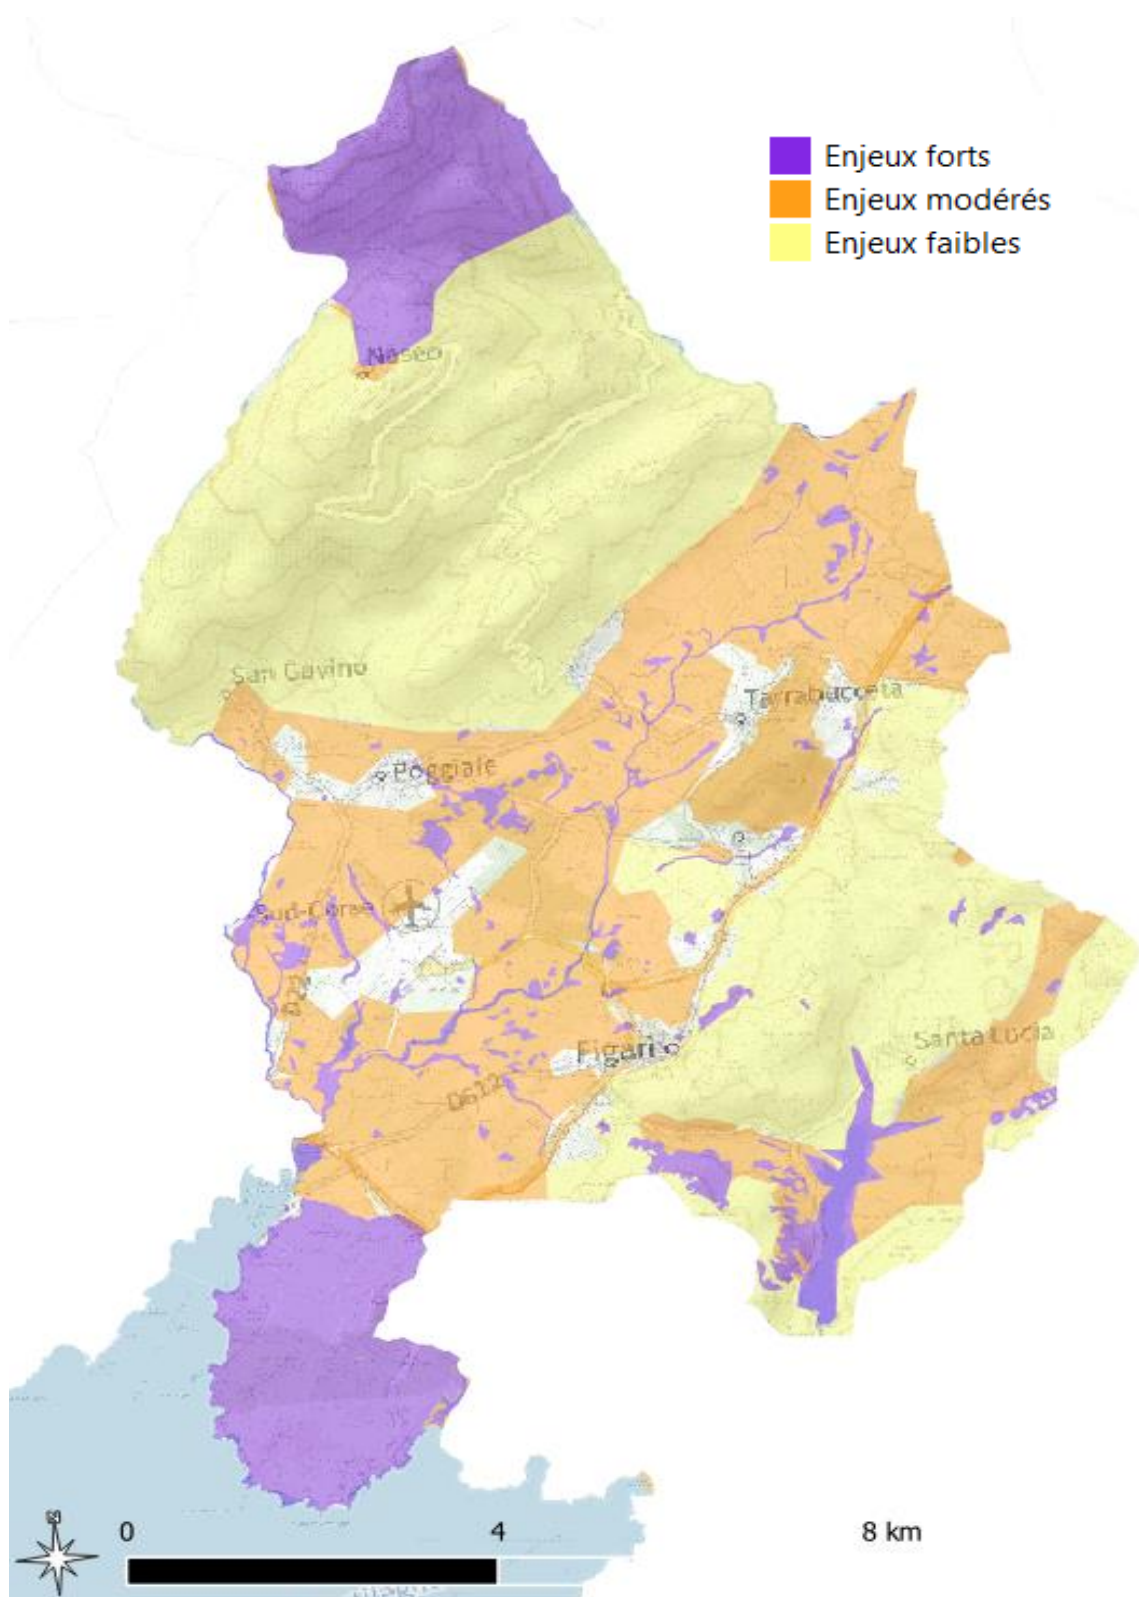 Enjeux forts
Enjeux modérés
Enjeux faibles
Naseo
San Gavino
Tarrabucceta
Poggiale
Sud-Corse
Santa Lucia
Figari
D612
0 4 8 km